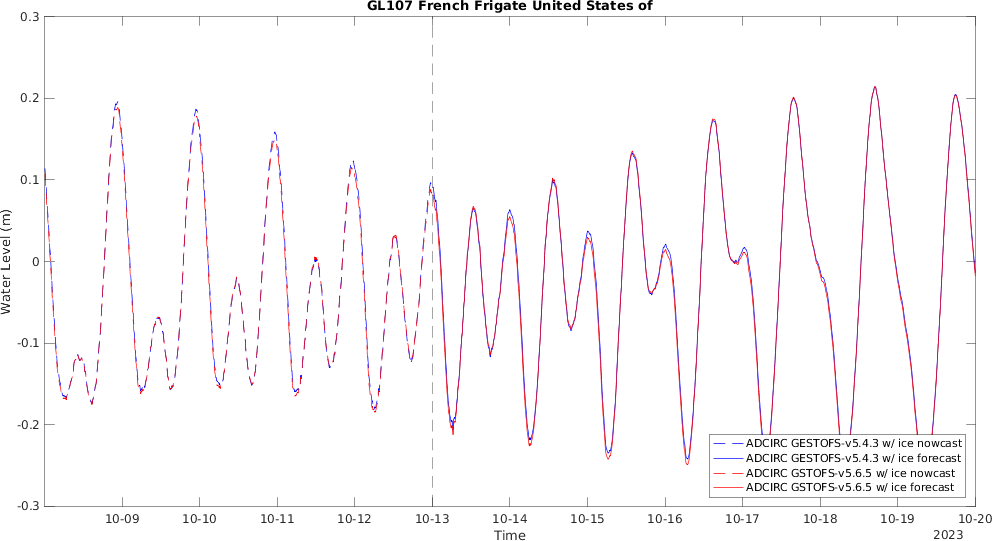 GL107 French Frigate United States of
0.3
0.2
0.1
0
-0.1
-0.2
-0.3
Water Level (m)
ADCIRC GESTOFS-v5.4.3 w/ ice nowcast
ADCIRC GESTOFS-v5.4.3 w/ ice forecast
ADCIRC GSTOFS-v5.6.5 w/ ice nowcast
ADCIRC GSTOFS-v5.6.5 w/ ice forecast
10-09 10-10 10-11 10-12 10-13 10-14 10-15 10-16 10-17 10-18 10-19 10-20
Time
2023